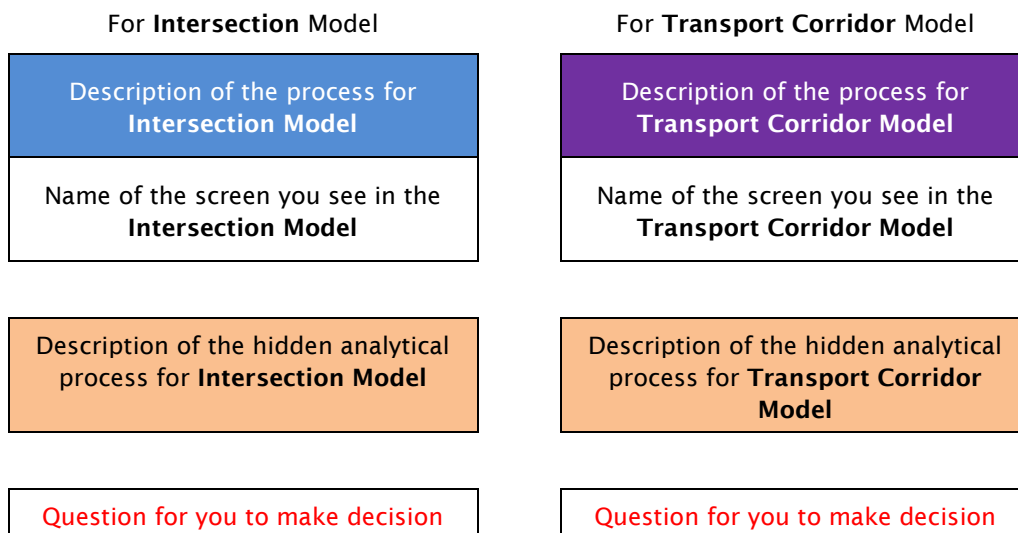 For Intersection Model
For Transport Corridor Model
Description of the process for
Intersection Model
Description of the process for
Transport Corridor Model
Name of the screen you see in the
Intersection Model
Name of the screen you see in the
Transport Corridor Model
Description of the hidden analytical
process for Intersection Model
Description of the hidden analytical
process for Transport Corridor
Model
Question for you to make decision
Question for you to make decision